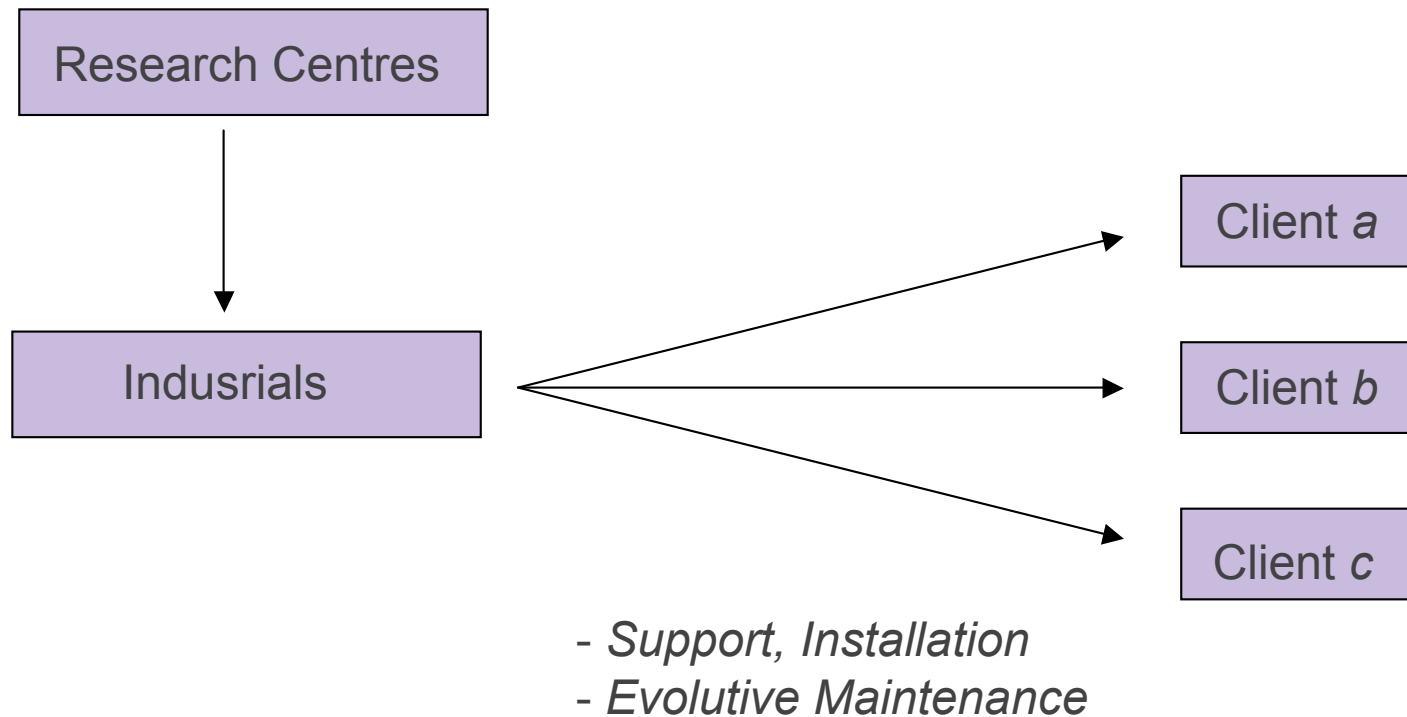 Research Centres
Client a
Indusrials
Client b
Client c
- Support, Installation
- Evolutive Maintenance